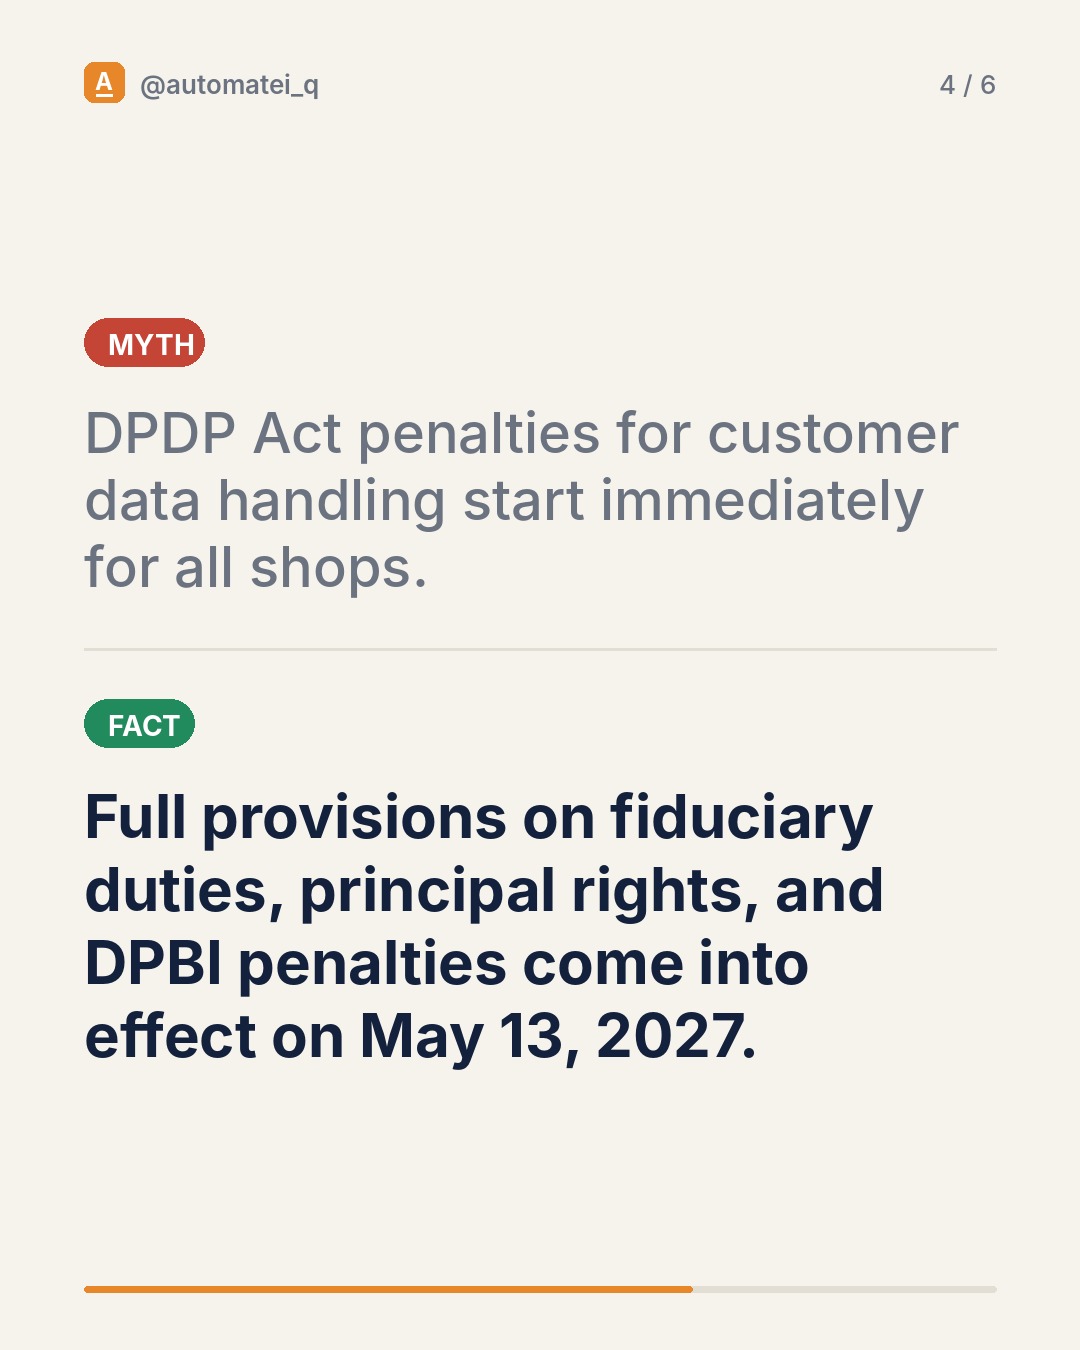 A
@automatei_q
4 / 6
MYTH
DPDP Act penalties for customer
data handling start immediately
for all shops.
FACT
Full provisions on fiduciary
duties, principal rights, and
DPBI penalties come into
effect on May 13, 2027.